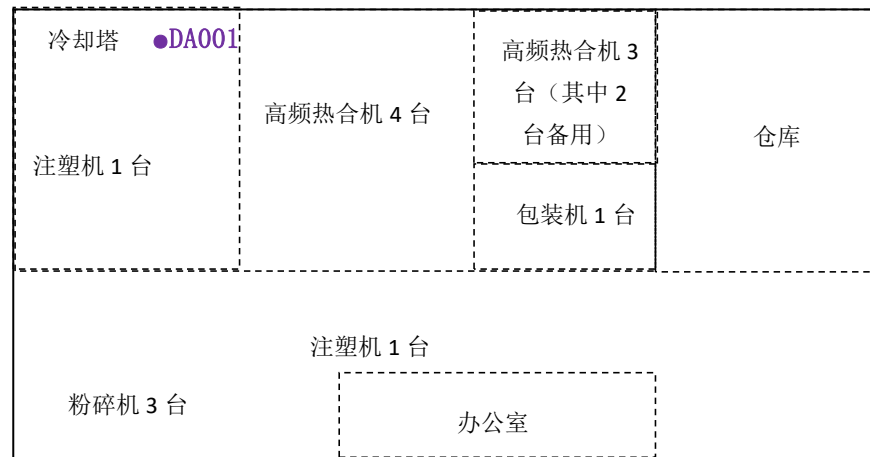 冷却塔 ●DA001
高频热合机 3
台（其中 2
台备用）
高频热合机 4 台
仓库
注塑机 1 台
包装机 1 台
注塑机 1 台
粉碎机 3 台
办公室